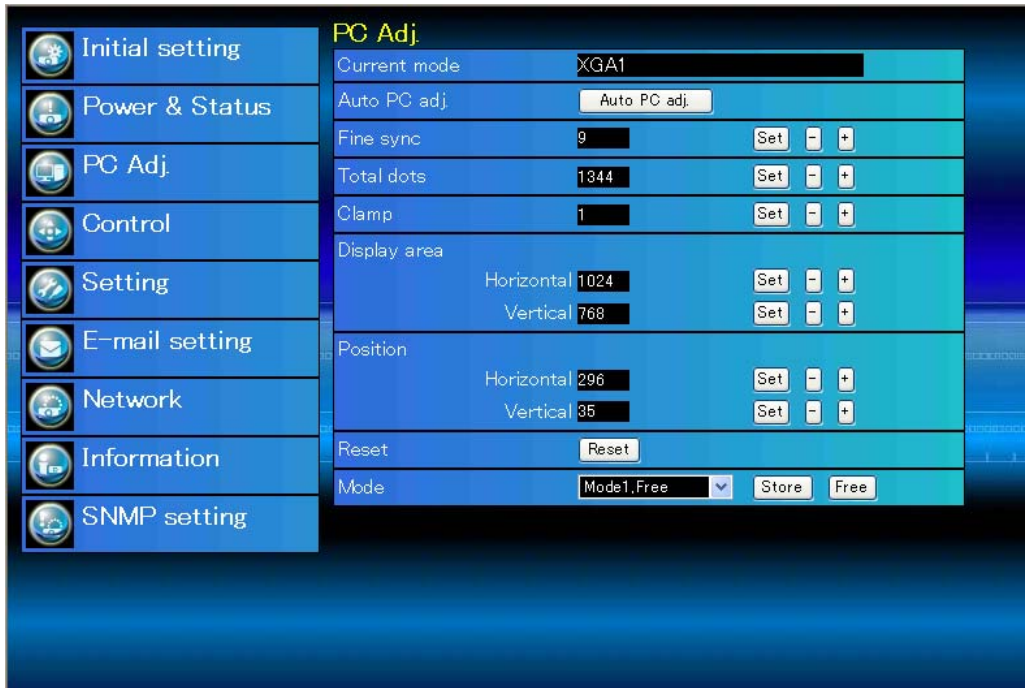 Initial setting
Power & Status
PC Adj.
Control
Setting
E-mail setting
Network
Information
SNMP setting
PC Adj.
Current mode XGA1
Auto PC adj. Auto PC adj.
Fine sync 9 Set - +
Total dots 1344 Set - +
Clamp 1 Set - +
Display area
Horizontal 1024 Set - +
Vertical 768 Set - +
Position
Horizontal 296 Set - +
Vertical 35 Set - +
Reset Reset
Mode Mode1,Free Store Free